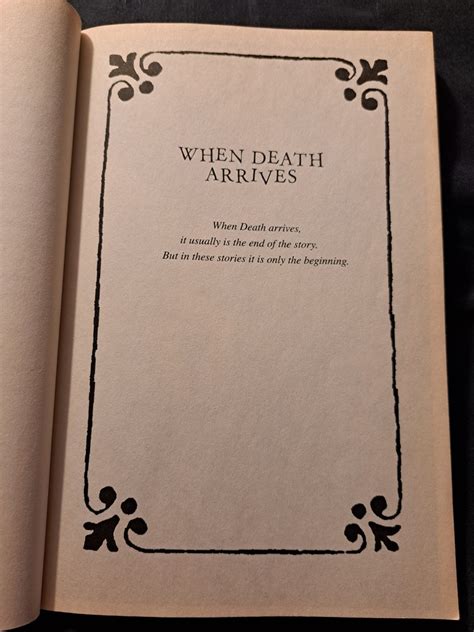 WHEN DEATH
ARRIVES
When Death arrives,
it usually is the end of the story.
But in these stories it is only the beginning.